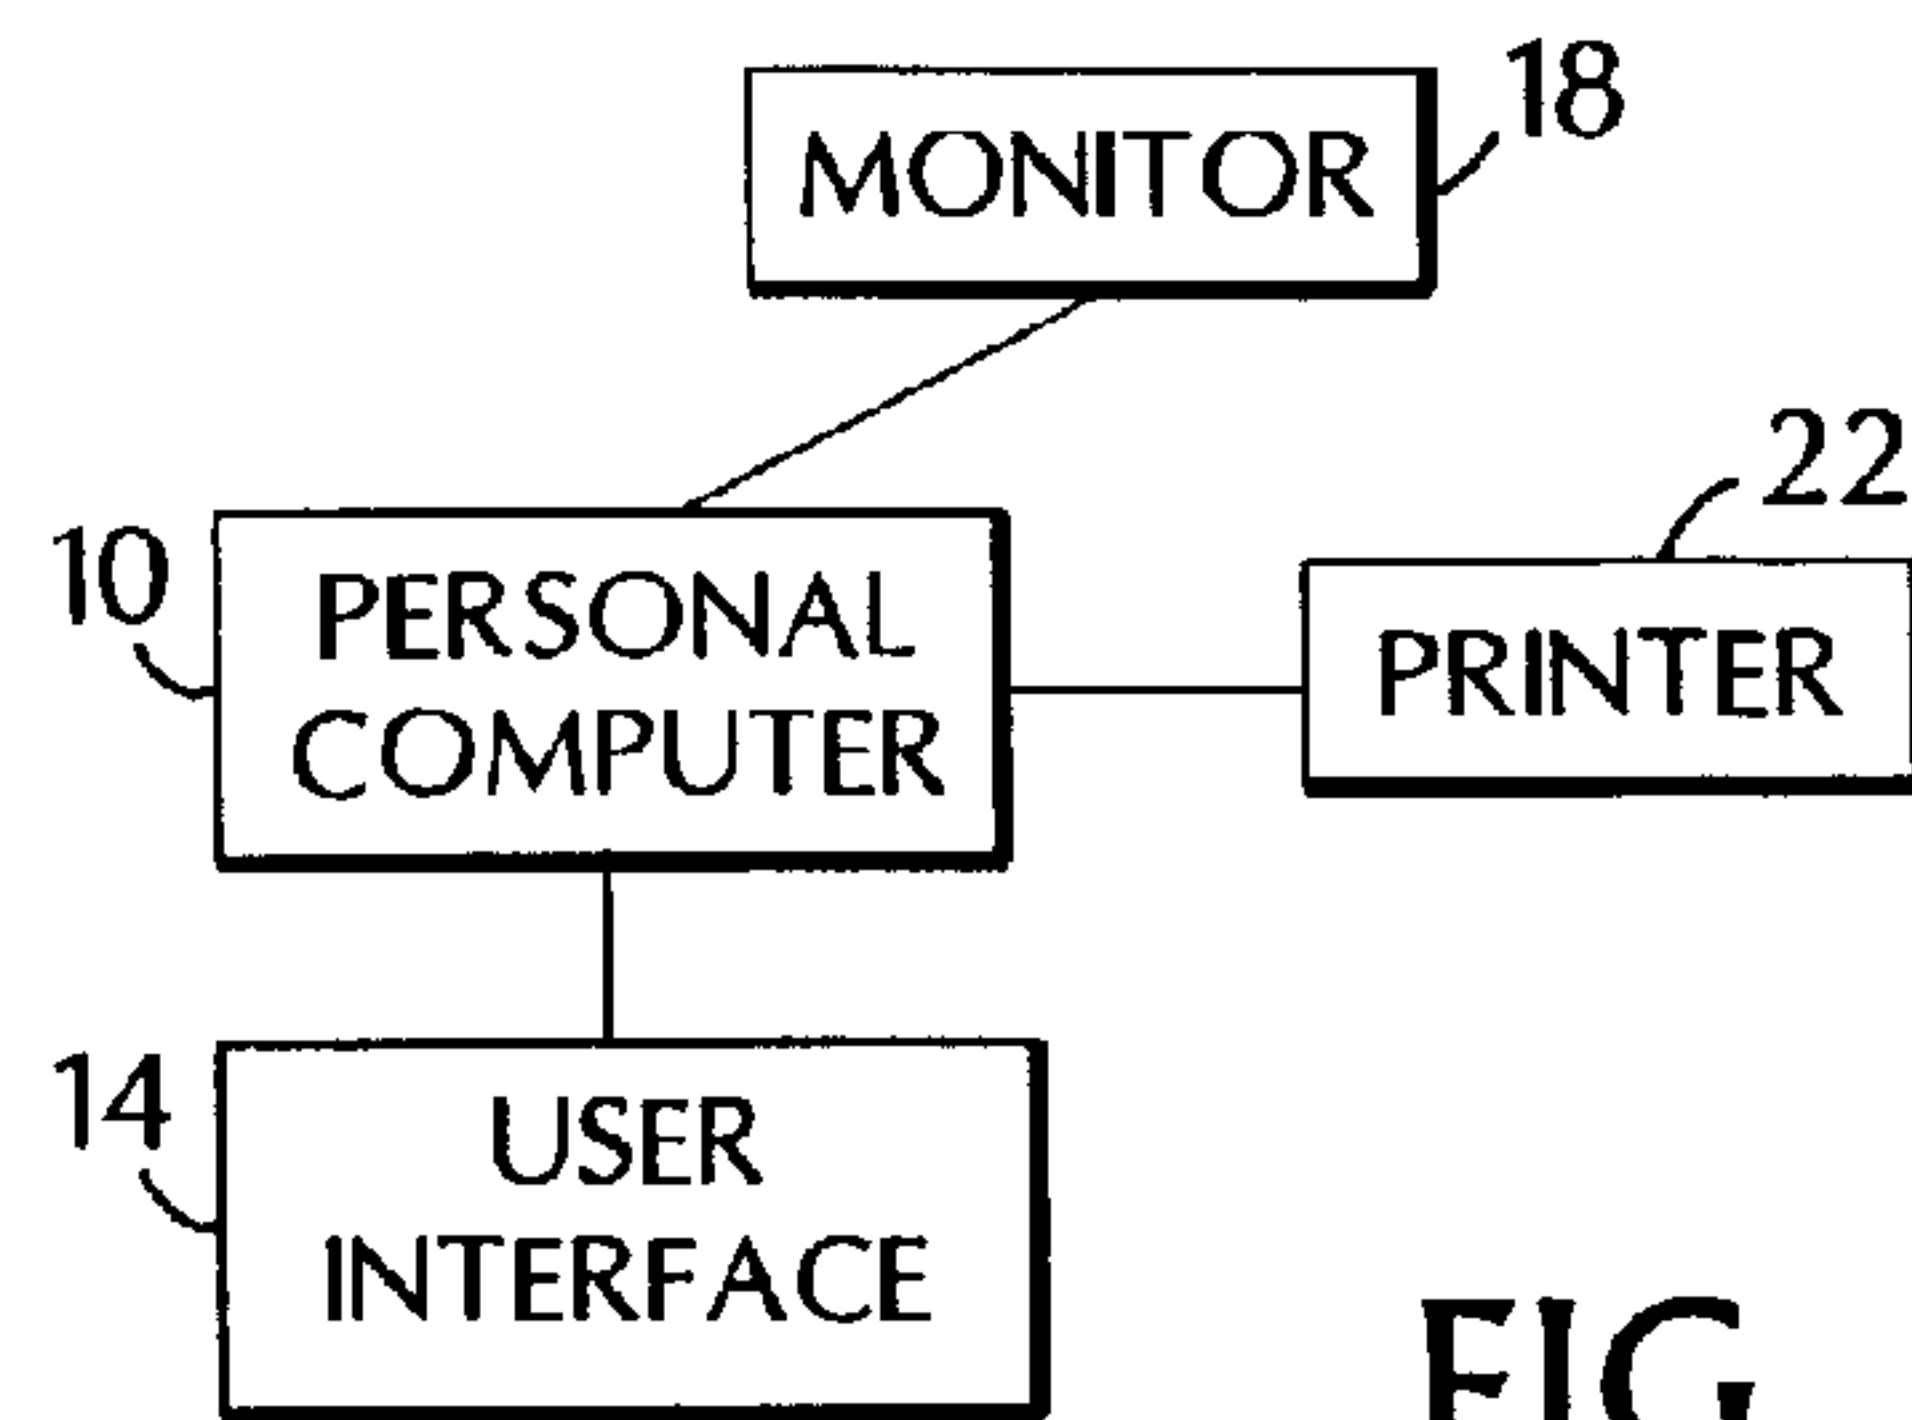 MONITOR
18
22
10
PERSONAL
COMPUTER
PRINTER
14
USER
INTERFACE
FIG